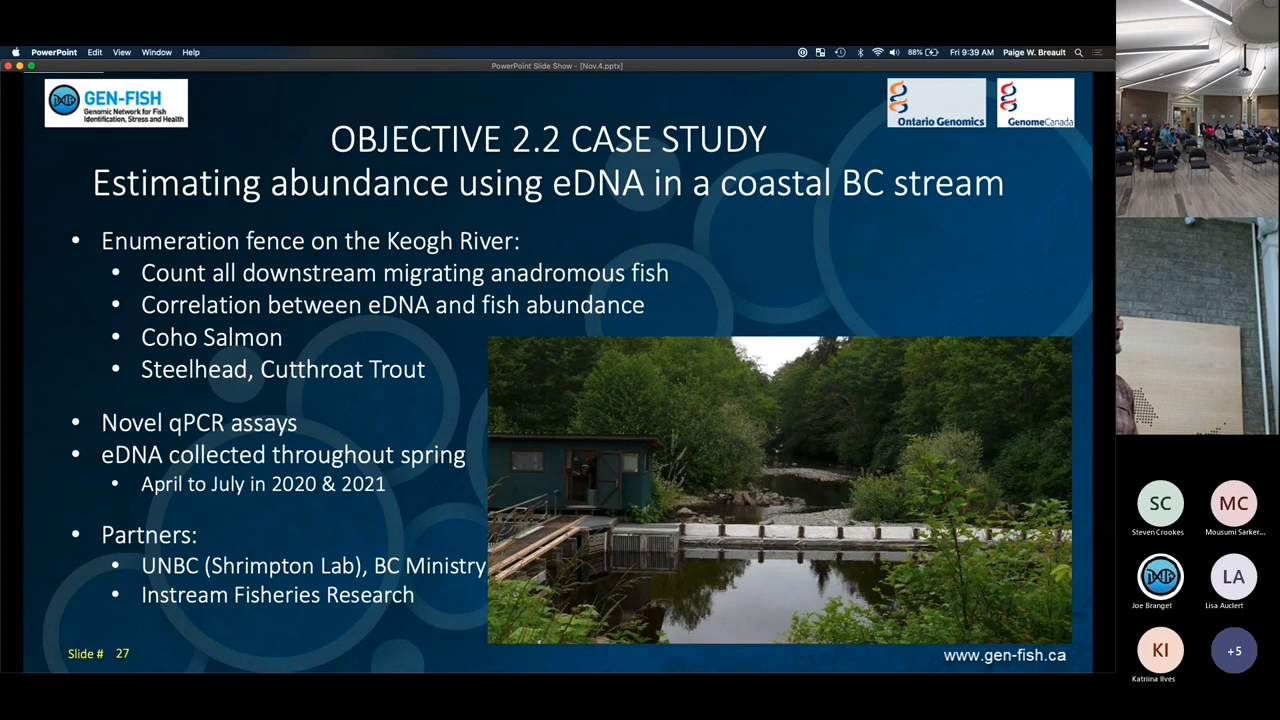 PowerPoint Edit View Window Help
88% Fri 9:39 AM Paige W. Breault
PowerPoint Slide Show - [Nov.4.pptx]
GEN-FISH
Genomic Network for Fish
Identification, Stress and Health
Ontario Genomics
GenomeCanada
OBJECTIVE 2.2 CASE STUDY
Estimating abundance using eDNA in a coastal BC stream
• Enumeration fence on the Keogh River:
• Count all downstream migrating anadromous fish
• Correlation between eDNA and fish abundance
• Coho Salmon
• Steelhead, Cutthroat Trout
• Novel qPCR assays
• eDNA collected throughout spring
• April to July in 2020 & 2021
• Partners:
• UNBC (Shrimpton Lab), BC Ministry
• Instream Fisheries Research
Slide # 27
www.gen-fish.ca
SC
Steven Crookes
MC
Mousumi Sarker...
Joe Branget
LA
Lisa Auclert
KI
Katriina Ilves
+5